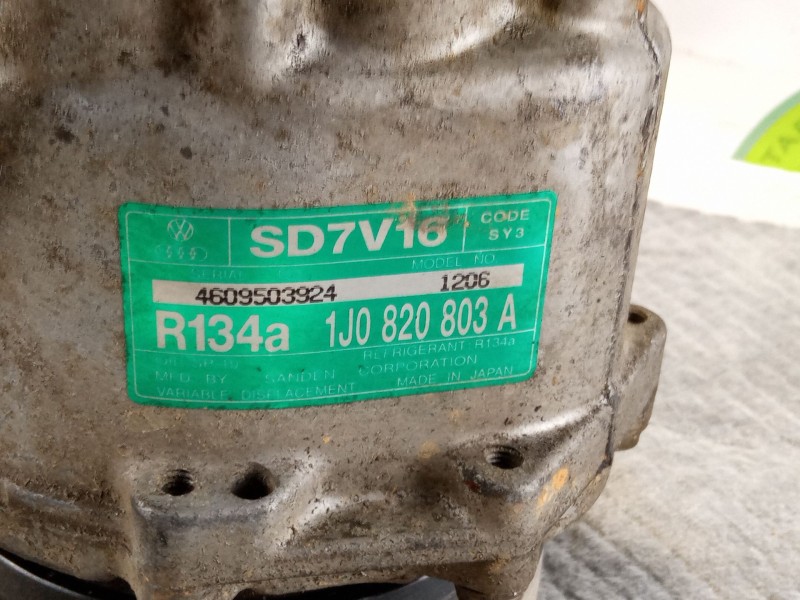 SD7V16
CODE
SY3
SERIAL
MODEL NO.
4609503924
1206
R134a
1J0 820 803 A
REFRIGERANT R134a
MFD. BY SANDEN CORPORATION
VARIABLE DISPLACEMENT MADE IN JAPAN